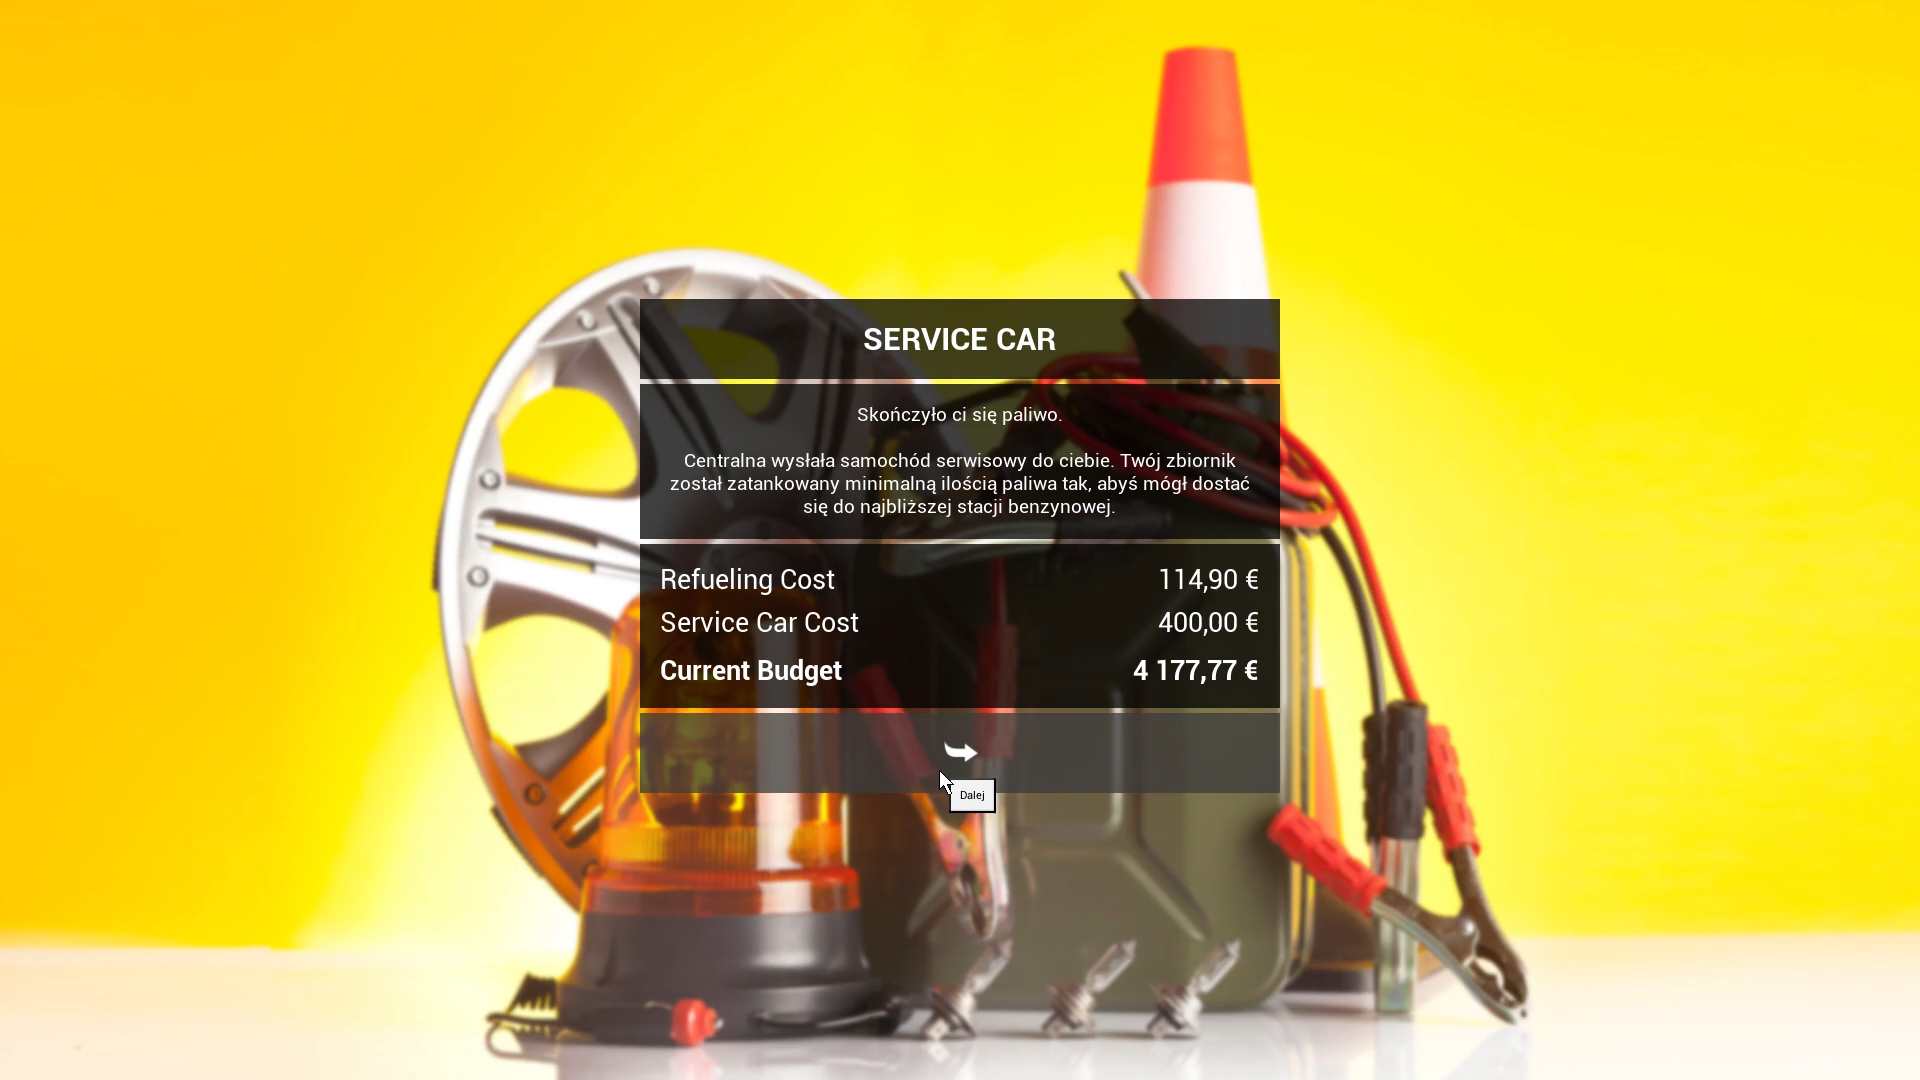 SERVICE CAR
Skończyło ci się paliwo.
Centralna wysłała samochód serwisowy do ciebie. Twój zbiornik
został zatankowany minimalną ilością paliwa tak, abyś mógł dostać
się do najbliższej stacji benzynowej.
Refueling Cost 114,90 €
Service Car Cost 400,00 €
Current Budget 4 177,77 €
Dalej